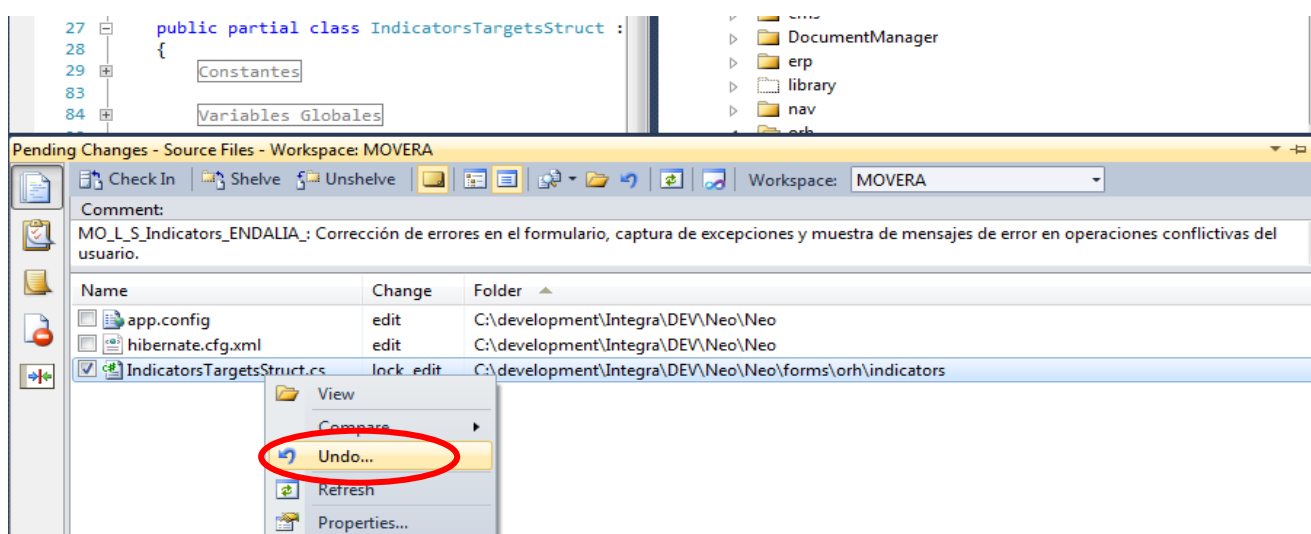 27 public partial class IndicatorsTargetsStruct :
28 {
29 Constantes
83
84 Variables Globales
cms
DocumentManager
erp
library
nav
orh
Pending Changes - Source Files - Workspace: MOVERA
Check In Shelve Unshelve Workspace: MOVERA
Comment:
MO_L_S_Indicators_ENDALIA_: Corrección de errores en el formulario, captura de excepciones y muestra de mensajes de error en operaciones conflictivas del
usuario.
Name Change Folder
app.config edit C:\development\Integra\DEV\Neo\Neo
hibernate.cfg.xml edit C:\development\Integra\DEV\Neo\Neo
IndicatorsTargetsStruct.cs lock, edit C:\development\Integra\DEV\Neo\Neo\forms\orh\indicators
View
Compare
Undo...
Refresh
Properties...